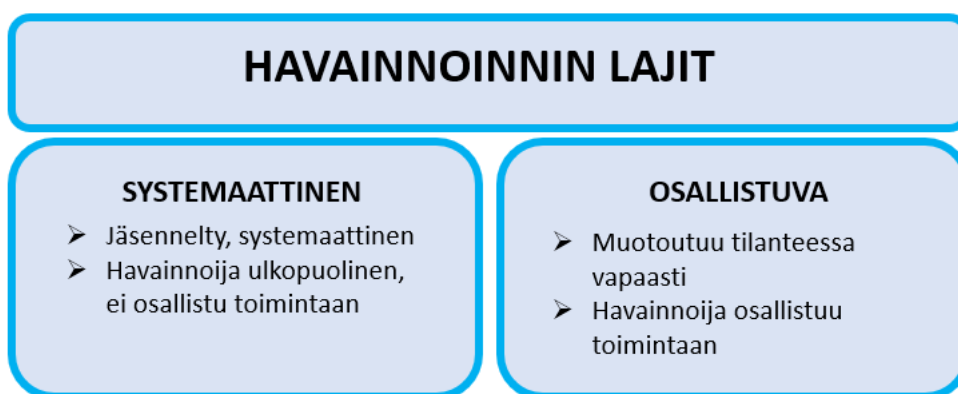 HAVAINNOINNIN LAJIT
SYSTEMAATTINEN
➢ Jäsennelty, systemaattinen
➢ Havainnoija ulkopuolinen,
ei osallistu toimintaan
OSALLISTUVA
➢ Muotoutuu tilanteessa
vapaasti
➢ Havainnoija osallistuu
toimintaan